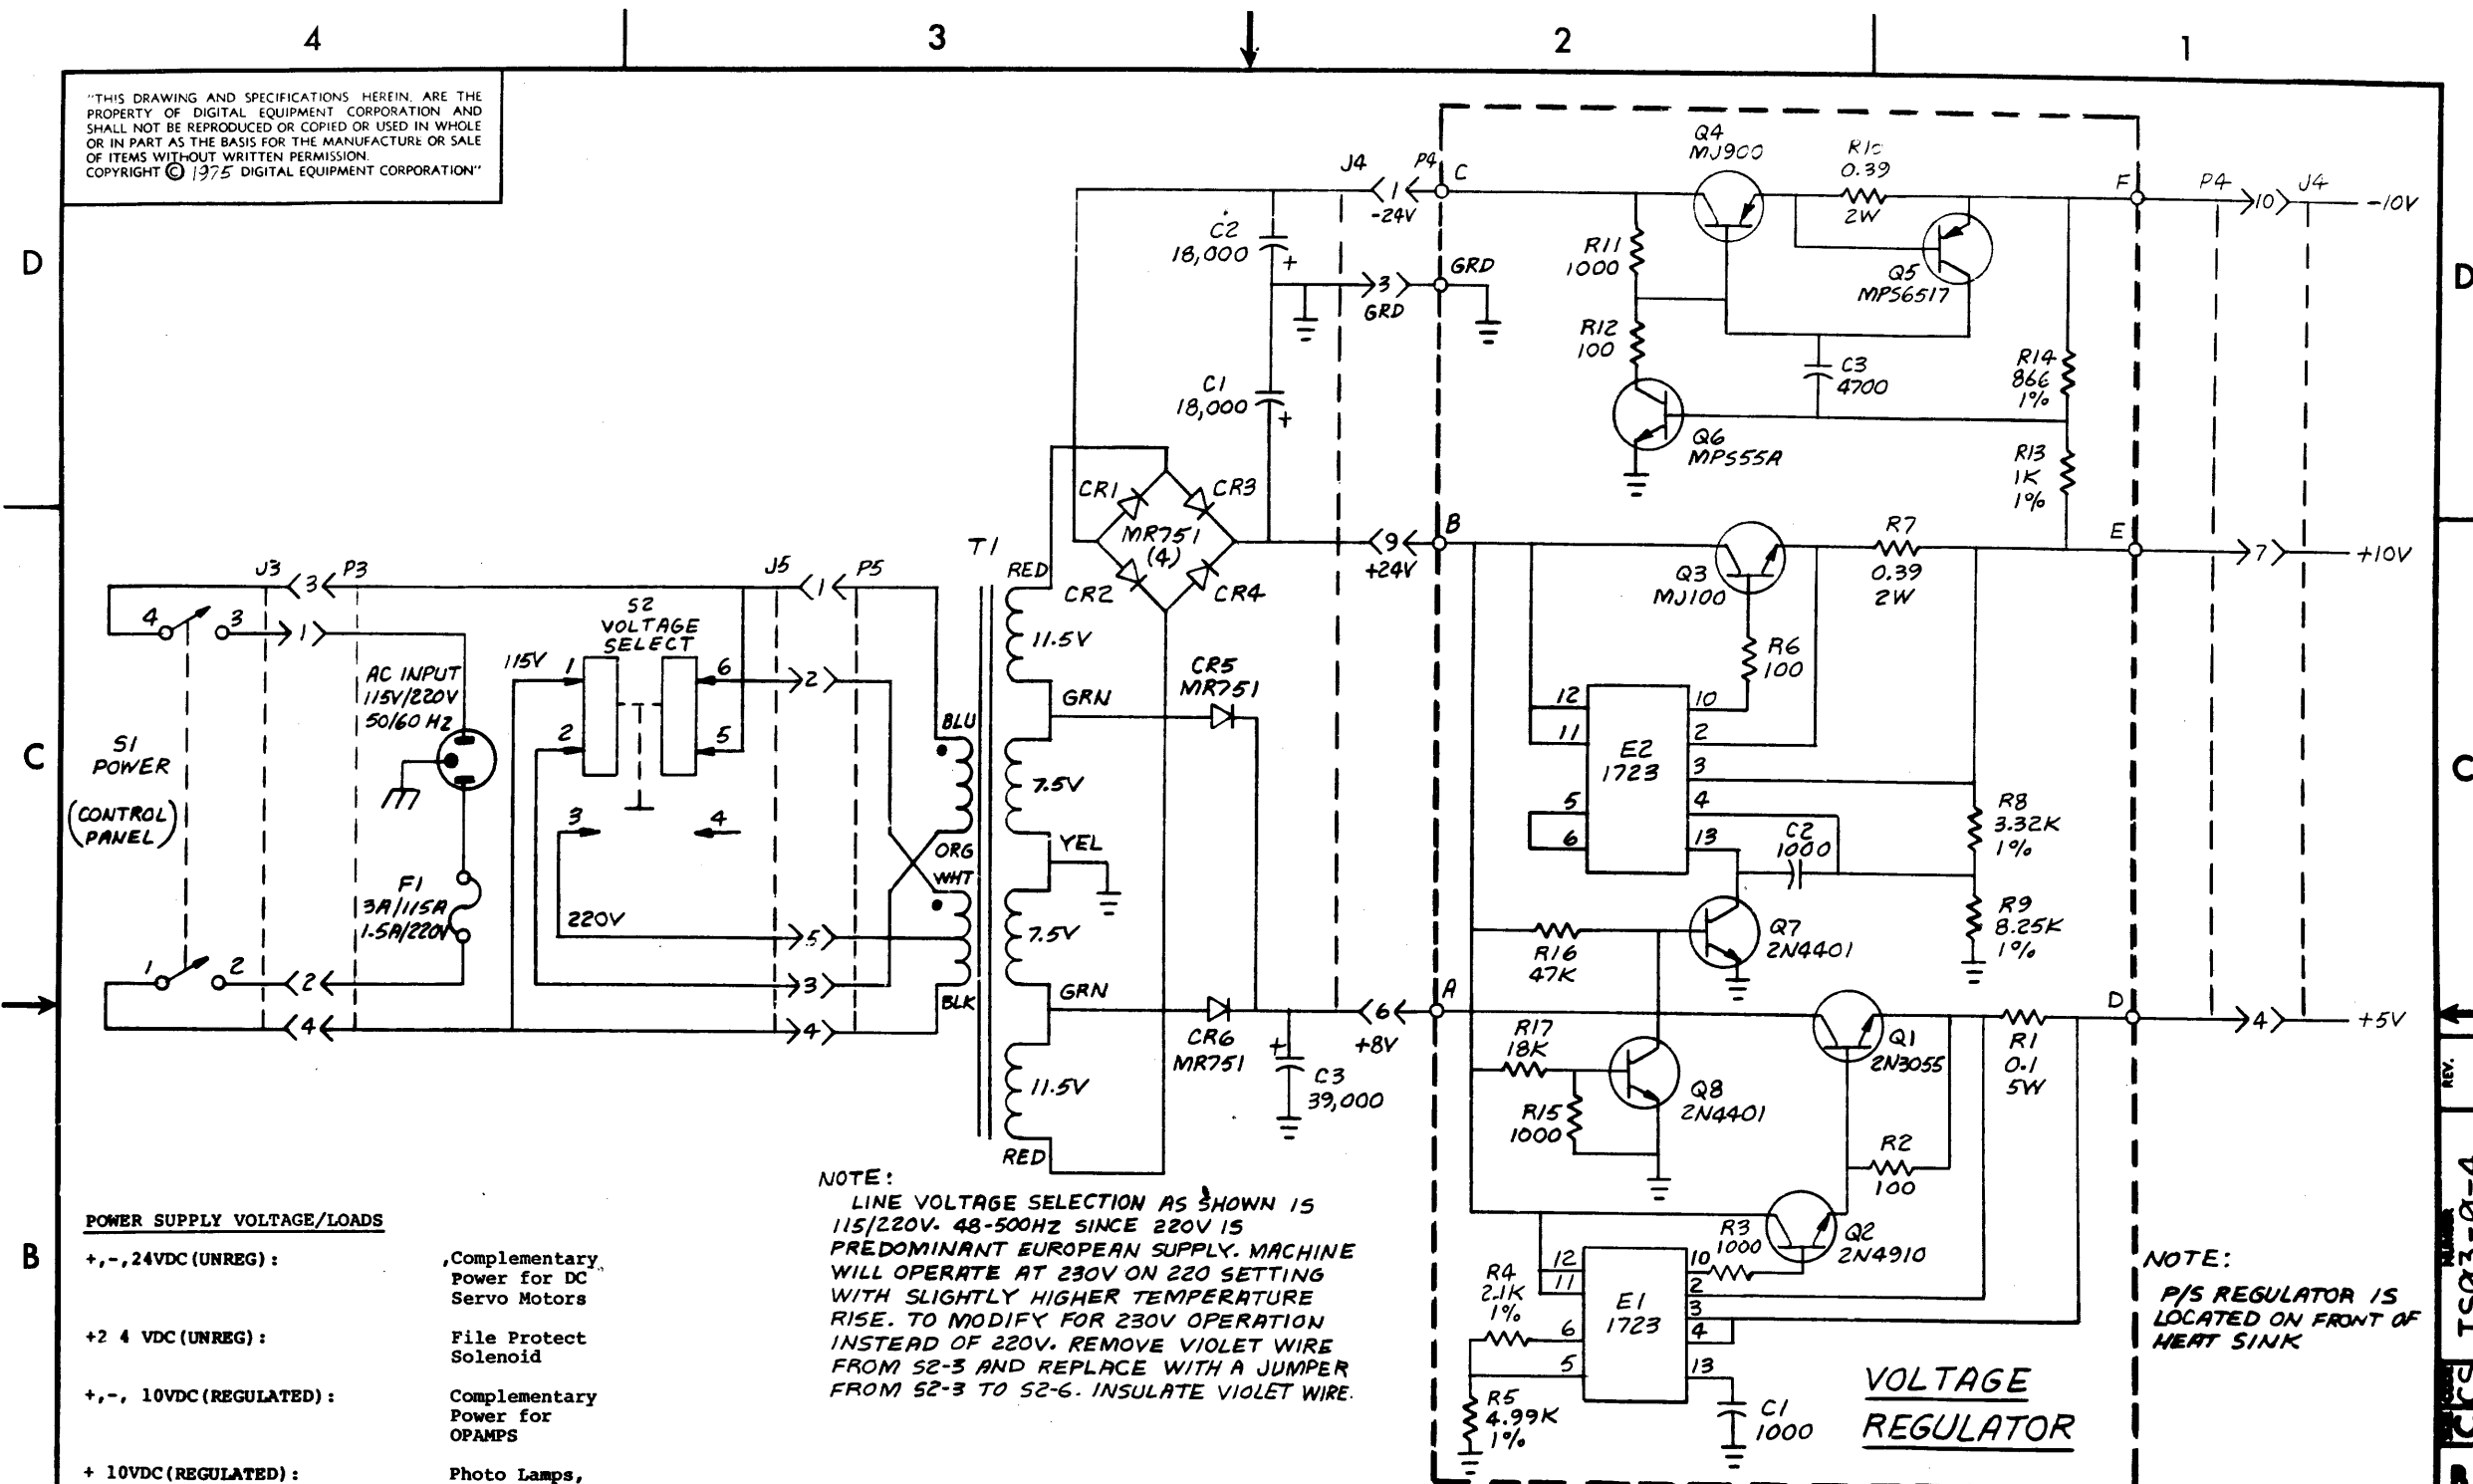 4
3
2
1
"THIS DRAWING AND SPECIFICATIONS HEREIN, ARE THE
PROPERTY OF DIGITAL EQUIPMENT CORPORATION AND
SHALL NOT BE REPRODUCED OR COPIED OR USED IN WHOLE
OR IN PART AS THE BASIS FOR THE MANUFACTURE OR SALE
OF ITEMS WITHOUT WRITTEN PERMISSION.
COPYRIGHT © 1975 DIGITAL EQUIPMENT CORPORATION"
D
D
C
C
B
J4
P4
C
1
-24V
C2
18,000
+
3
GRD
GRD
C1
18,000
+
Q4
MJ900
R10
0.39
2W
F
P4
J4
10
-10V
R11
1000
Q5
MPS6517
R12
100
C3
4700
R14
866
1%
Q6
MPS55A
R13
1K
1%
CR1
CR3
MR751
(4)
CR2
CR4
9
+24V
B
Q3
MJ100
R7
0.39
2W
E
7
+10V
R6
100
T1
RED
11.5V
GRN
7.5V
YEL
7.5V
GRN
11.5V
RED
BLU
ORG
WHT
BLK
J3
3
P3
4
3
1
AC INPUT
115V/220V
50/60 HZ
S1
POWER
(CONTROL
PANEL)
F1
3A/115A
1.5A/220V
1
2
2
4
J5
1
P5
S2
VOLTAGE
SELECT
115V
1
6
2
2
5
3
4
220V
5
3
4
CR5
MR751
CR6
MR751
+
C3
39,000
6
+8V
A
E2
1723
12
11
5
6
10
2
3
4
13
C2
1000
R8
3.32K
1%
R9
8.25K
1%
R16
47K
Q7
2N4401
R17
18K
R15
1000
Q8
2N4401
Q1
2N3055
R1
0.1
5W
D
4
+5V
R2
100
R3
1000
Q2
2N4910
E1
1723
12
11
6
5
10
2
3
4
13
R4
2.1K
1%
R5
4.99K
1%
C1
1000
VOLTAGE
REGULATOR
NOTE:
P/S REGULATOR IS
LOCATED ON FRONT OF
HEAT SINK
NOTE:
LINE VOLTAGE SELECTION AS SHOWN IS
115/220V. 48-500HZ SINCE 220V IS
PREDOMINANT EUROPEAN SUPPLY. MACHINE
WILL OPERATE AT 230V ON 220 SETTING
WITH SLIGHTLY HIGHER TEMPERATURE
RISE. TO MODIFY FOR 230V OPERATION
INSTEAD OF 220V. REMOVE VIOLET WIRE
FROM S2-3 AND REPLACE WITH A JUMPER
FROM S2-3 TO S2-6. INSULATE VIOLET WIRE.
POWER SUPPLY VOLTAGE/LOADS
+,-,24VDC(UNREG): ,Complementary
Power for DC
Servo Motors
+2 4 VDC(UNREG): File Protect
Solenoid
+,-, 10VDC(REGULATED): Complementary
Power for
OPAMPS
+ 10VDC(REGULATED): Photo Lamps,
REV.